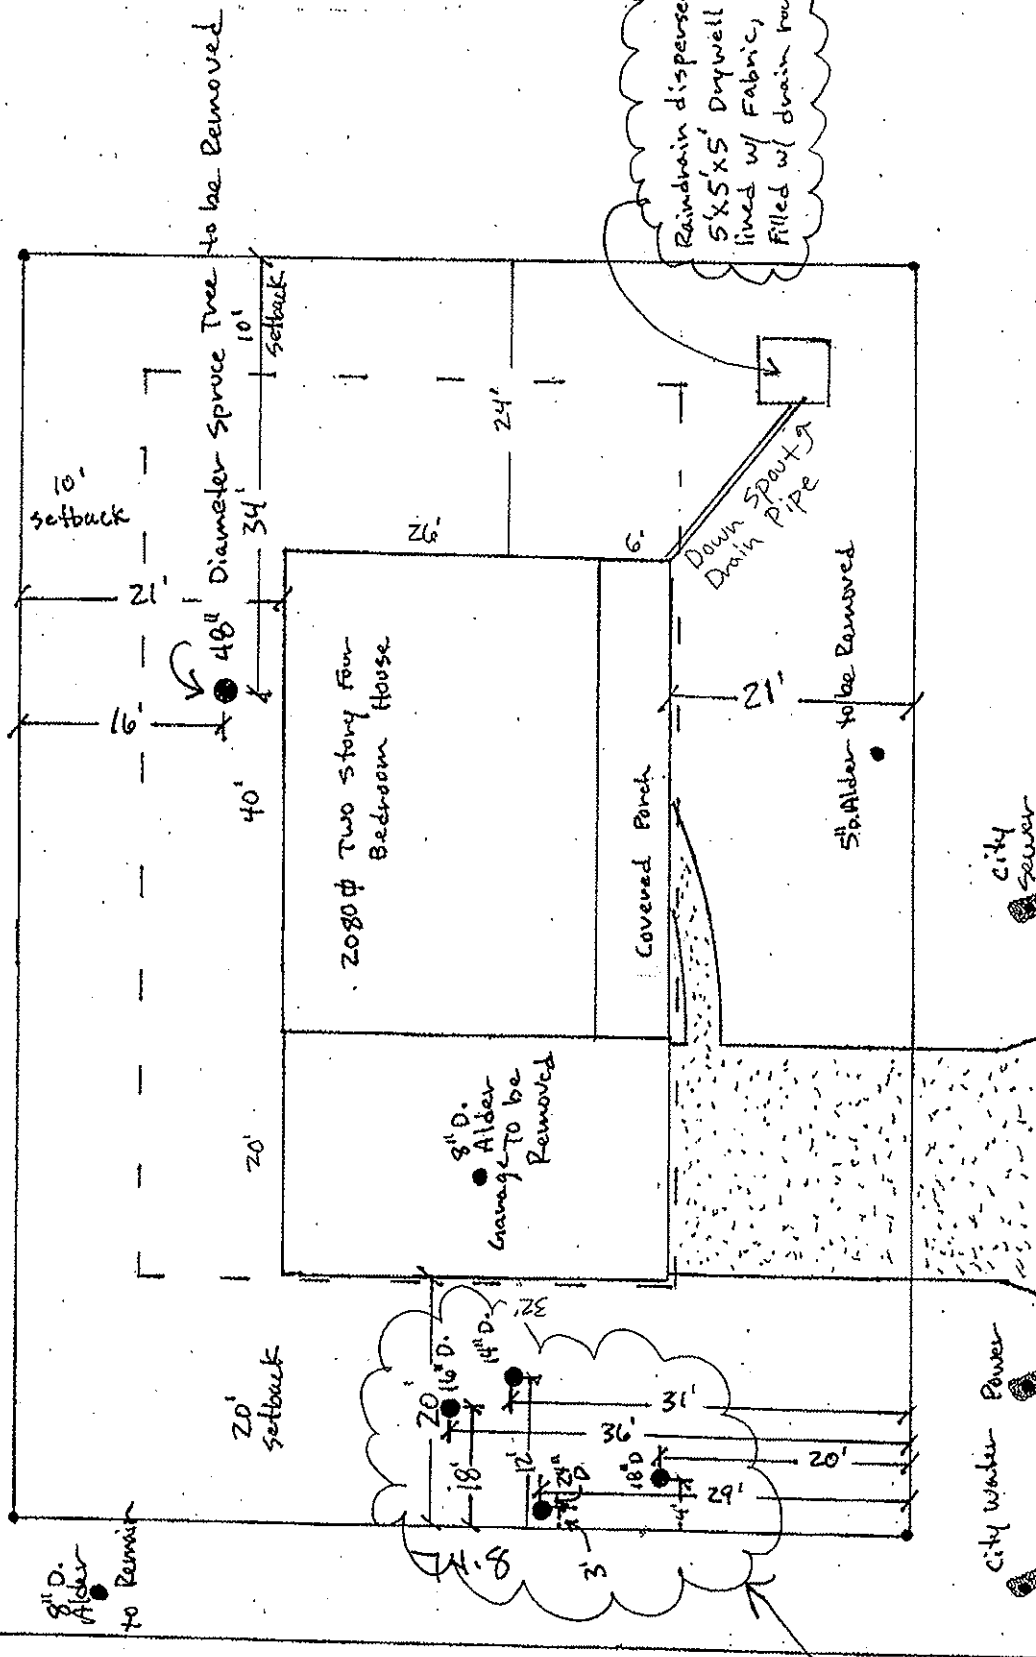 8" D.
Alder
to Remain
20'
setback
10'
setback
21'
16'
48" Diameter Spruce Tree to be Removed
34'
10'
setback
40'
20'
2080 ϕ Two Story Four
Bedroom House
26'
24'
6'
Covered Porch
8" D.
Alder
Garage To be
Removed
Down Spout
Drain Pipe
Raindrain disperse
5'x5'x5' Drywell
lined w/ Fabric,
Filled w/ drain
21'
5" D. Alder to be Removed
20'
16" D.
14" D.
32'
18'
12'
24"
D.
18" D
31'
36'
20'
29'
4'
3'
8'
City Water
Power
City
Sewer